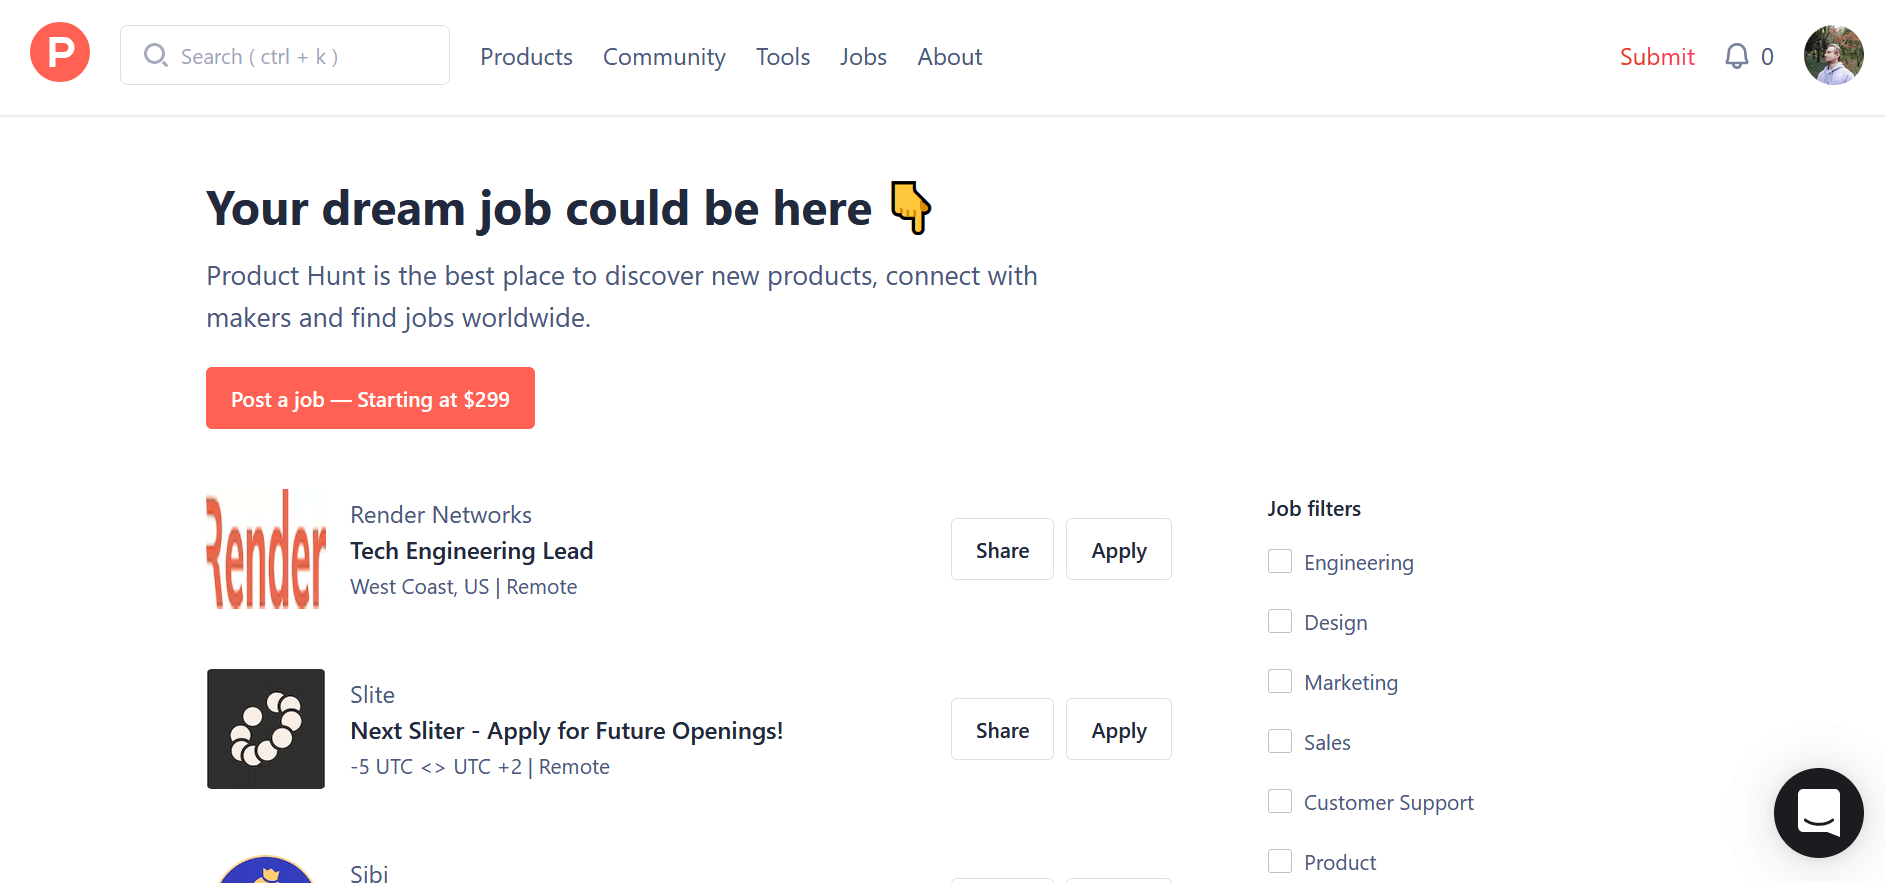 P
Search ( ctrl + k )
Products
Community
Tools
Jobs
About
Submit
0
Your dream job could be here 👇
Product Hunt is the best place to discover new products, connect with
makers and find jobs worldwide.
Post a job — Starting at $299
Render
Render Networks
Tech Engineering Lead
West Coast, US | Remote
Share
Apply
Slite
Next Sliter - Apply for Future Openings!
-5 UTC <> UTC +2 | Remote
Share
Apply
Sibi
Job filters
Engineering
Design
Marketing
Sales
Customer Support
Product